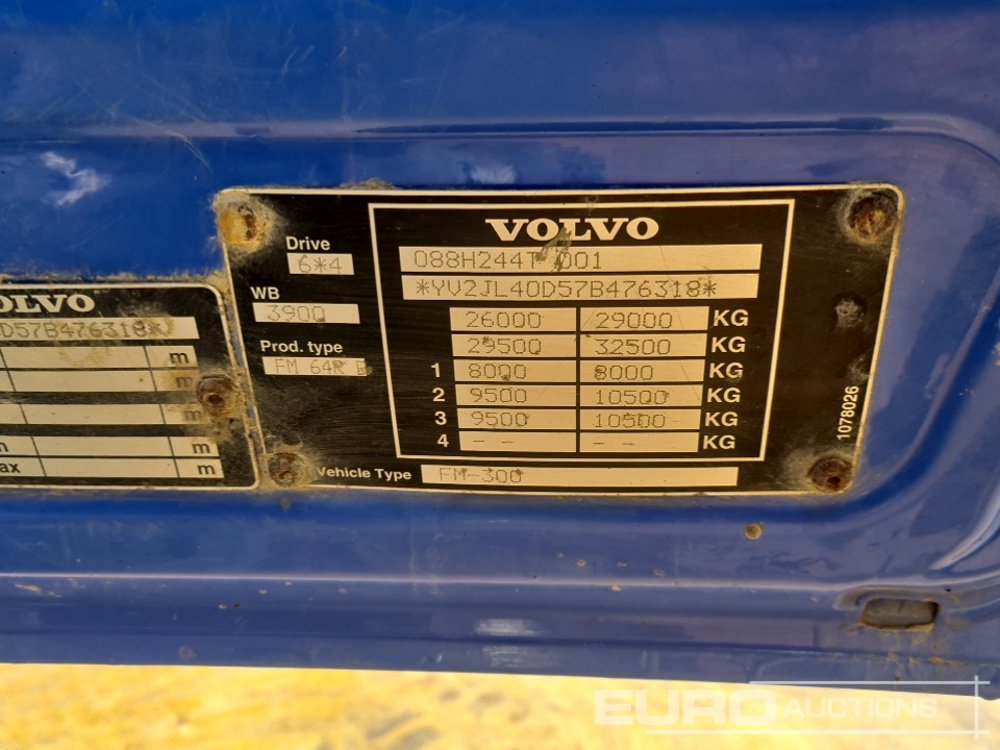 VOLVO
Drive
6*4
088H244T 001
*YV2JL40D57B476318*
WB
3900
26000 29000 KG
29500 32500 KG
Prod. type
FM 64R
1 8000 8000 KG
2 9500 10500 KG
3 9500 10500 KG
4 -- -- KG
Vehicle Type FM-300
1078026
OLVO
D57B476318*
m
m
m
ax m
EURO AUCTIONS